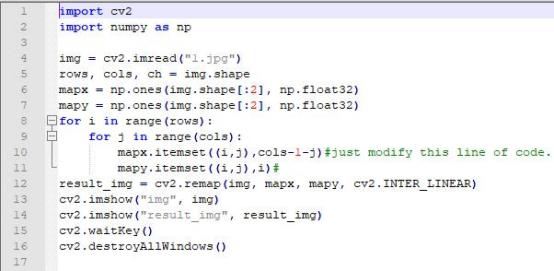 1 import cv2
2 import numpy as np
3
4 img = cv2.imread("1.jpg")
5 rows, cols, ch = img.shape
6 mapx = np.ones(img.shape[:2], np.float32)
7 mapy = np.ones(img.shape[:2], np.float32)
8 for i in range(rows):
9     for j in range(cols):
10         mapx.itemset((i,j),cols-1-j)#just modify this line of code.
11         mapy.itemset((i,j),i)#
12 result_img = cv2.remap(img, mapx, mapy, cv2.INTER_LINEAR)
13 cv2.imshow("img", img)
14 cv2.imshow("result_img", result_img)
15 cv2.waitKey()
16 cv2.destroyAllWindows()
17